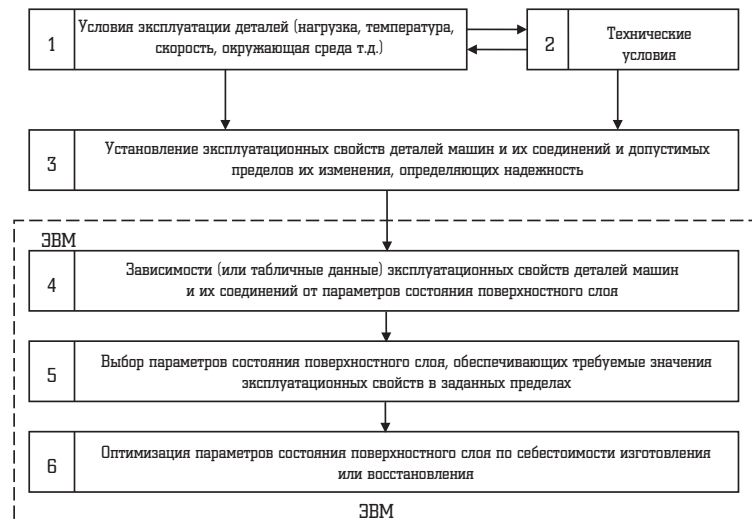 1
Условия эксплуатации деталей (нагрузка, температура,
скорость, окружающая среда т.д.)
2
Технические
условия
3
Установление эксплуатационных свойств деталей машин и их соединений и допустимых
пределов их изменения, определяющих надежность
ЭВМ
4
Зависимости (или табличные данные) эксплуатационных свойств деталей машин
и их соединений от параметров состояния поверхностного слоя
5
Выбор параметров состояния поверхностного слоя, обеспечивающих требуемые значения
эксплуатационных свойств в заданных пределах
6
Оптимизация параметров состояния поверхностного слоя по себестоимости изготовления
или восстановления
ЭВМ